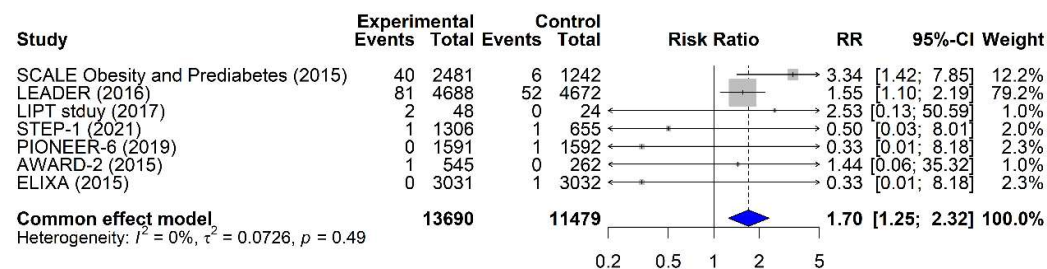 Experimental Control
Study Events Total Events Total Risk Ratio RR 95%-CI Weight
SCALE Obesity and Prediabetes (2015) 40 2481 6 1242 3.34 [1.42; 7.85] 12.2%
LEADER (2016) 81 4688 52 4672 1.55 [1.10; 2.19] 79.2%
LIPT stduy (2017) 2 48 0 24 2.53 [0.13; 50.59] 1.0%
STEP-1 (2021) 1 1306 1 655 0.50 [0.03; 8.01] 2.0%
PIONEER-6 (2019) 0 1591 1 1592 0.33 [0.01; 8.18] 2.3%
AWARD-2 (2015) 1 545 0 262 1.44 [0.06; 35.32] 1.0%
ELIXA (2015) 0 3031 1 3032 0.33 [0.01; 8.18] 2.3%
Common effect model 13690 11479 1.70 [1.25; 2.32] 100.0%
Heterogeneity: I² = 0%, τ² = 0.0726, p = 0.49
0.2 0.5 1 2 5